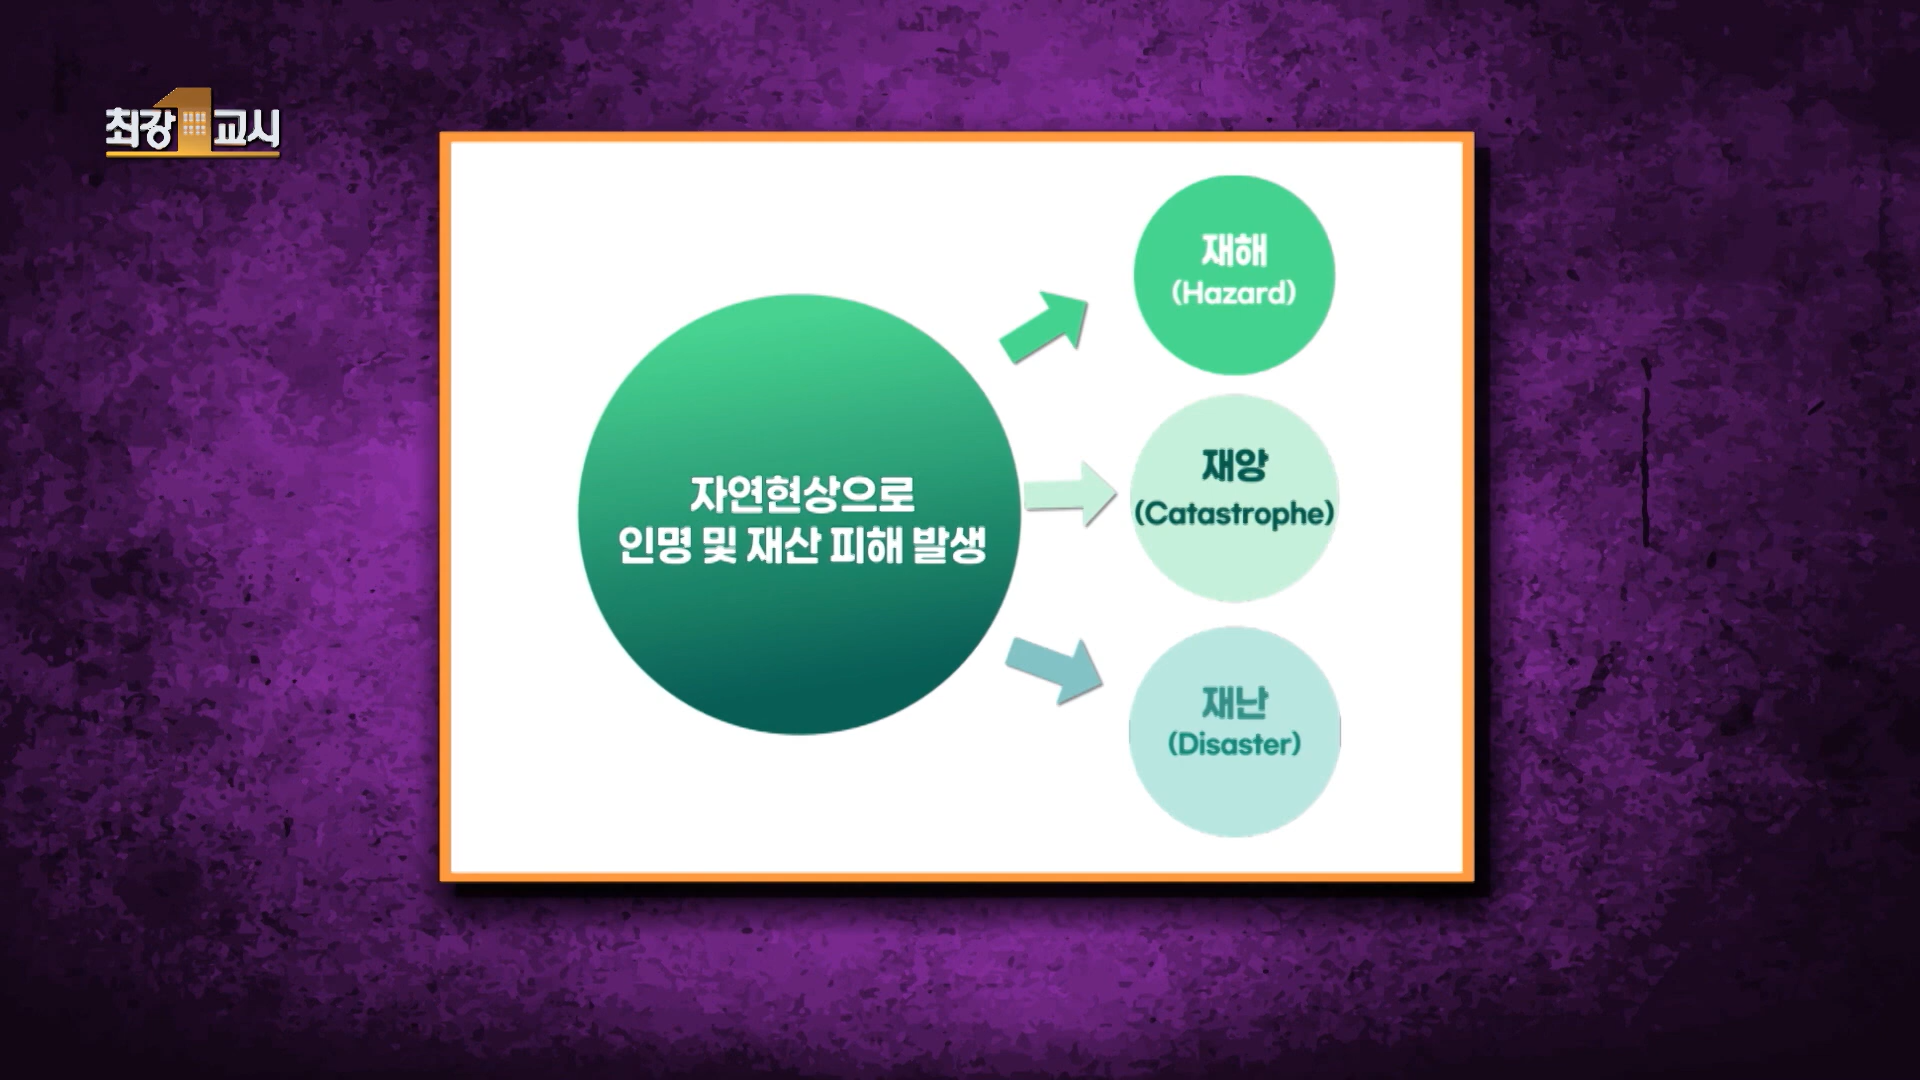 최강1교시
재해
(Hazard)
자연현상으로
인명 및 재산 피해 발생
재앙
(Catastrophe)
재난
(Disaster)